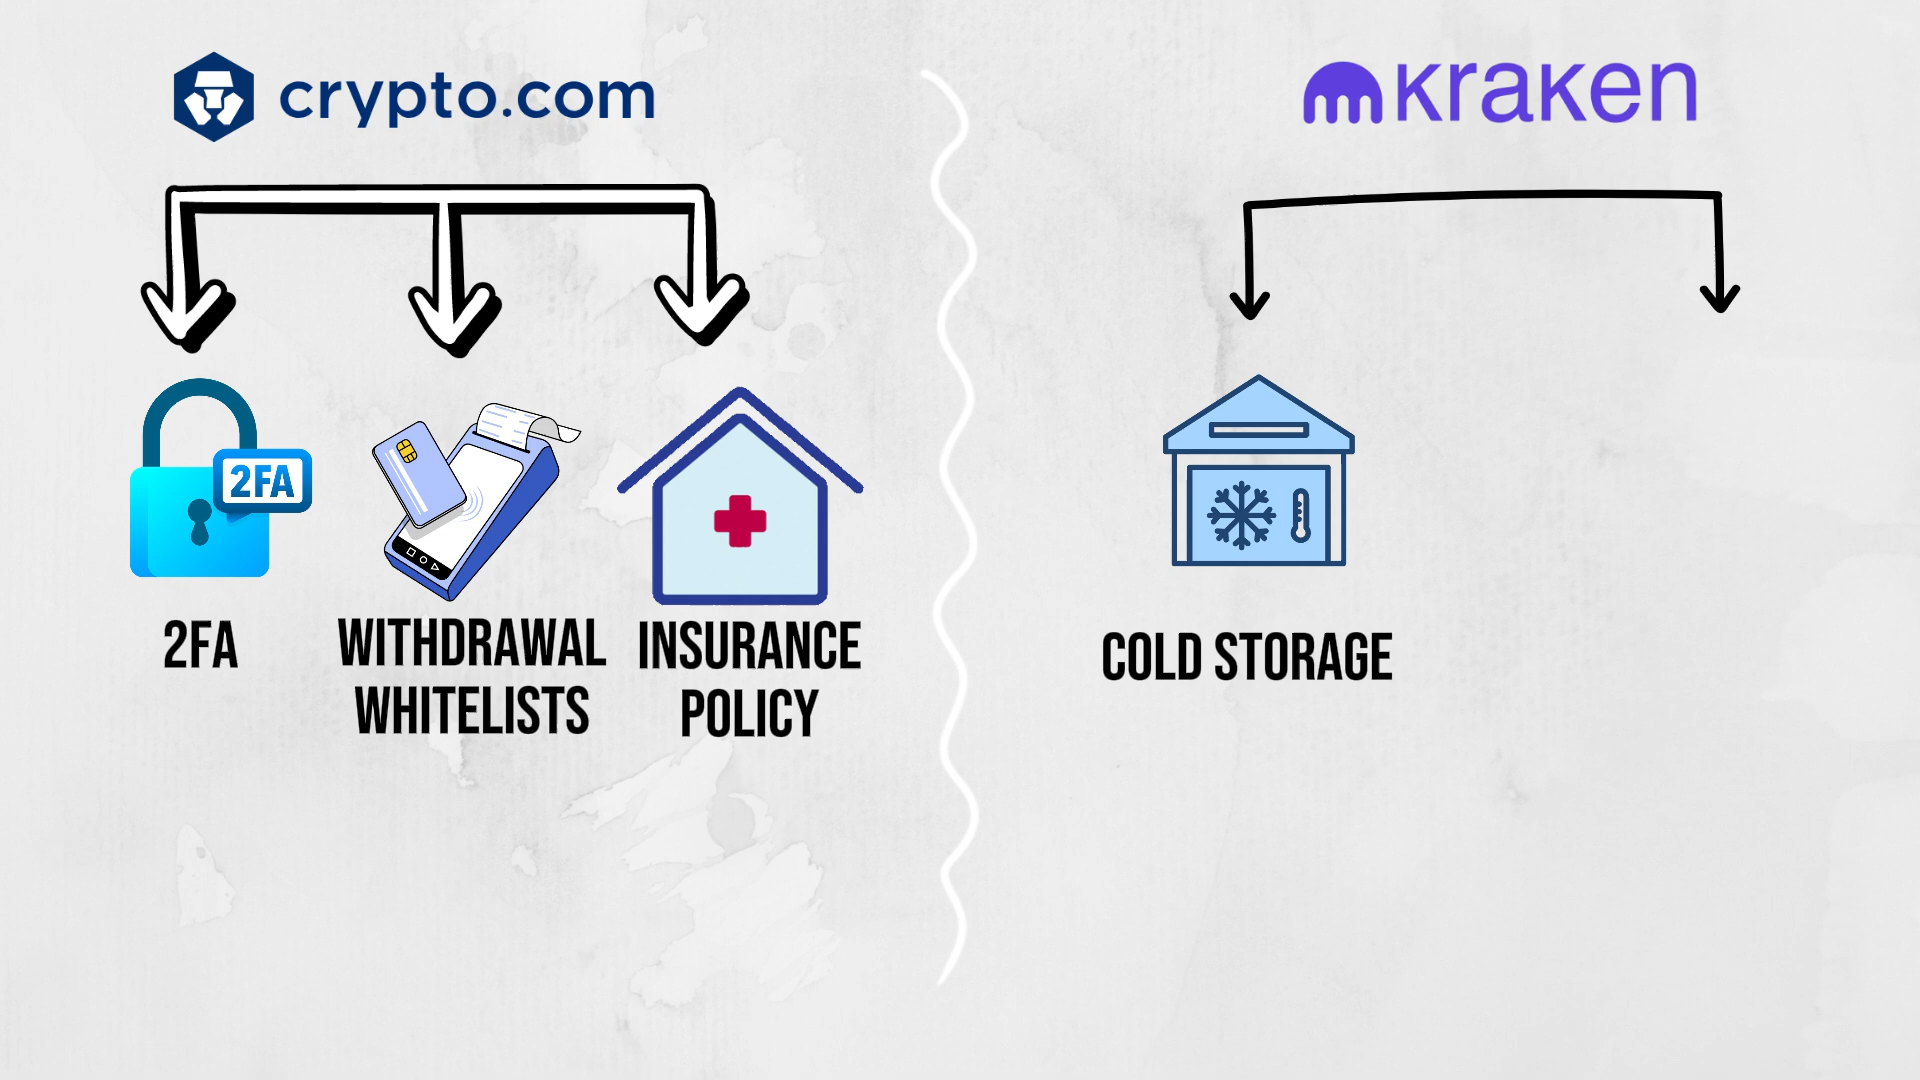 crypto.com
kraken
2FA
2FA
WITHDRAWAL
WHITELISTS
INSURANCE
POLICY
COLD STORAGE